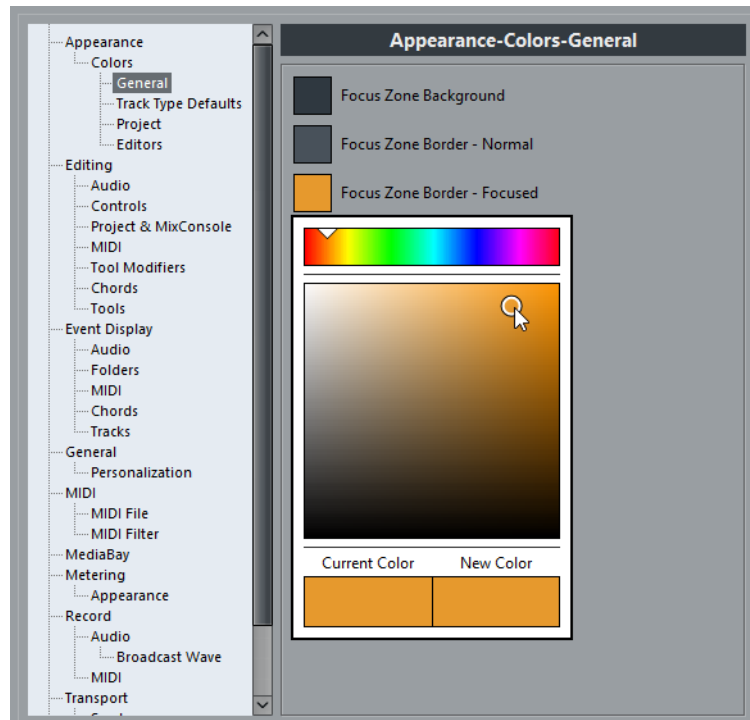 Appearance
Colors
General
Track Type Defaults
Project
Editors
Editing
Audio
Controls
Project & MixConsole
MIDI
Tool Modifiers
Chords
Tools
Event Display
Audio
Folders
MIDI
Chords
Tracks
General
Personalization
MIDI
MIDI File
MIDI Filter
MediaBay
Metering
Appearance
Record
Audio
Broadcast Wave
MIDI
Transport
Appearance-Colors-General
Focus Zone Background
Focus Zone Border - Normal
Focus Zone Border - Focused
Current Color New Color